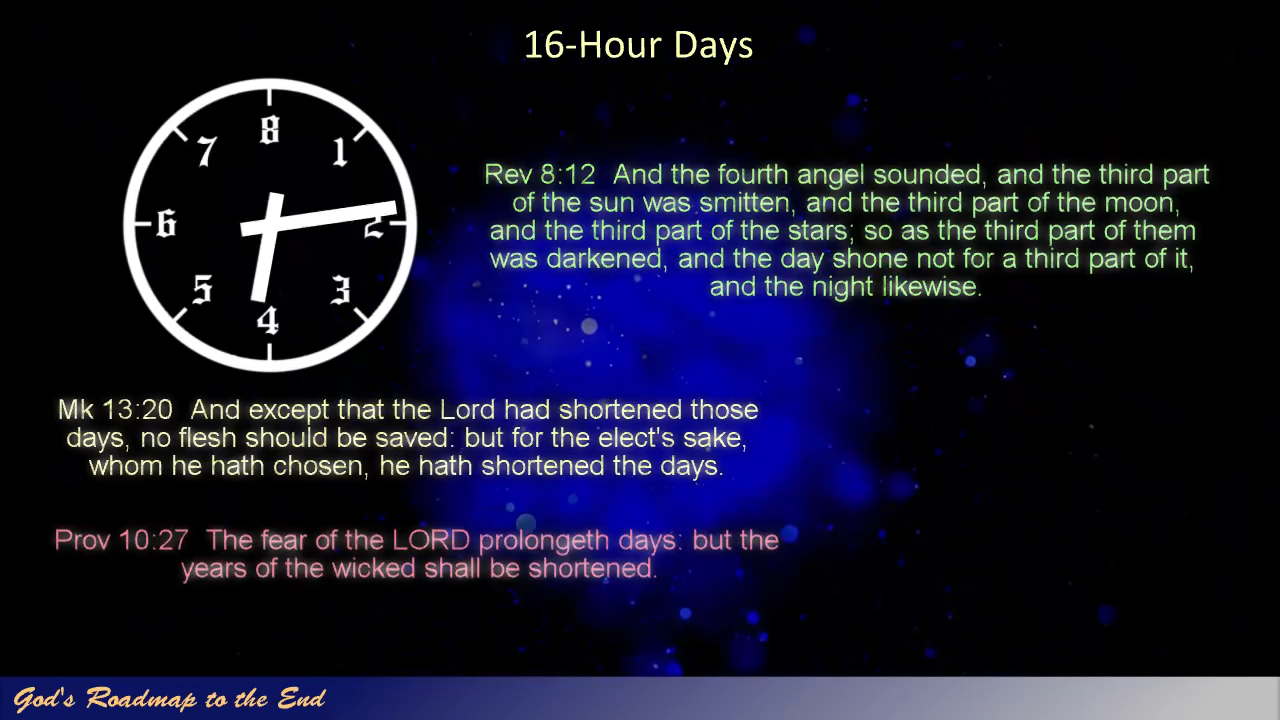 16-Hour Days
8
7 1
6 2
5 3
4
Rev 8:12 And the fourth angel sounded, and the third part
of the sun was smitten, and the third part of the moon,
and the third part of the stars; so as the third part of them
was darkened, and the day shone not for a third part of it,
and the night likewise.
Mk 13:20 And except that the Lord had shortened those
days, no flesh should be saved: but for the elect's sake,
whom he hath chosen, he hath shortened the days.
Prov 10:27 The fear of the LORD prolongeth days: but the
years of the wicked shall be shortened.
God's Roadmap to the End